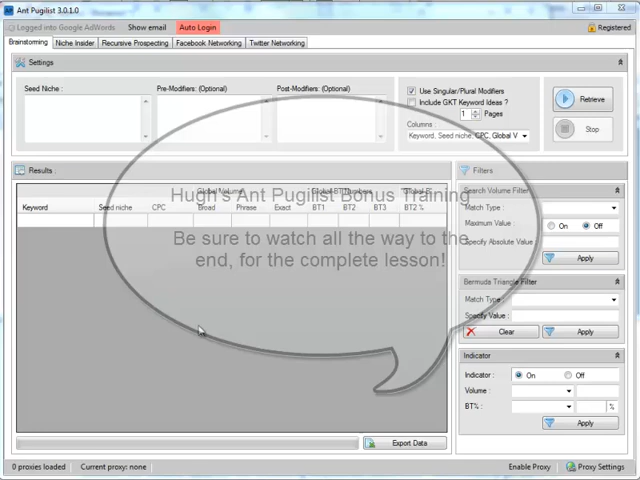 Ant Pugilist 3.0.1.0
Logged into Google AdWords Show email Auto Login Registered
Brainstorming Niche Insider Recursive Prospecting Facebook Networking Twitter Networking
Settings
Seed Niche : Pre-Modifiers: (Optional) Post-Modifiers: (Optional)
Use Singular/Plural Modifiers
Include GKT Keyword Ideas ?
1 Pages
Columns :
Keyword, Seed niche, CPC, Global V
Retrieve
Stop
Results :
Global Volume Global BT Numbers Global B
Keyword Seed niche CPC Broad Phrase Exact BT1 BT2 BT3 BT2 %
Hugh's Ant Pugilist Bonus Training
Be sure to watch all the way to the
end, for the complete lesson!
Export Data
Filters
Search Volume Filter
Match Type :
Maximum Value : On Off
Specify Absolute Value
Apply
Bermuda Triangle Filter
Match Type :
Specify Value :
Clear Apply
Indicator
Indicator : On Off
Volume :
BT% : %
Apply
0 proxies loaded Current proxy: none Enable Proxy Proxy Settings